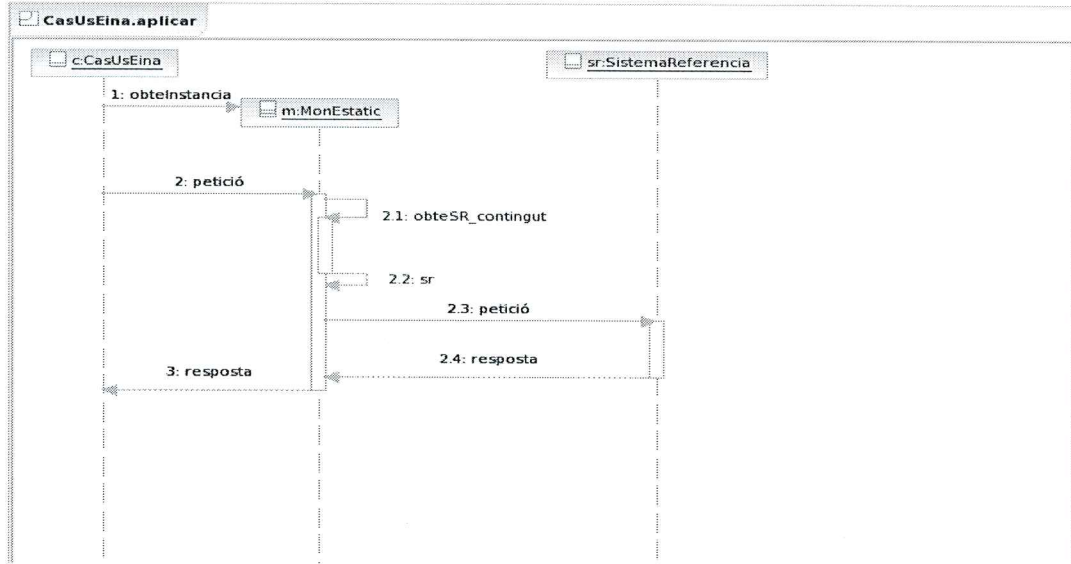 CasUsEina.aplicar
c:CasUsEina
sr:SistemaReferencia
1: obteInstancia
m:MonEstatic
2: petició
2.1: obteSR_contingut
2.2: sr
2.3: petició
2.4: resposta
3: resposta